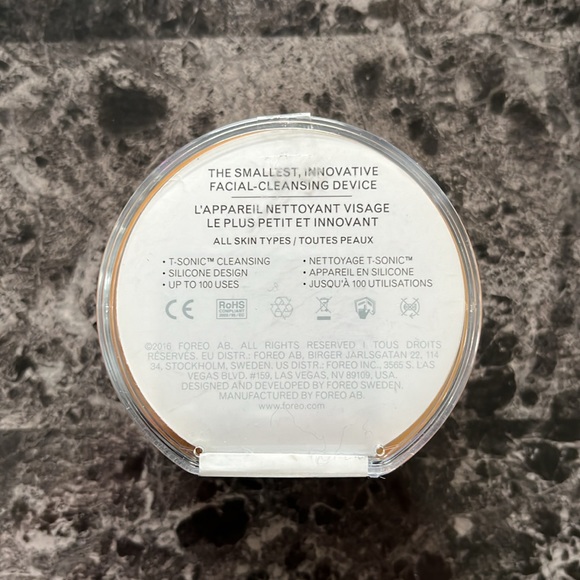 THE SMALLEST, INNOVATIVE
FACIAL-CLEANSING DEVICE
L'APPAREIL NETTOYANT VISAGE
LE PLUS PETIT ET INNOVANT
ALL SKIN TYPES / TOUTES PEAUX
• T-SONIC™ CLEANSING
• SILICONE DESIGN
• UP TO 100 USES
• NETTOYAGE T-SONIC™
• APPAREIL EN SILICONE
• JUSQU'À 100 UTILISATIONS
CE
RoHS
COMPLIANT
©2016 FOREO AB. ALL RIGHTS RESERVED I TOUS DROITS
RÉSERVÉS. EU DISTR.: FOREO AB, BIRGER JARLSGATAN 22, 114
34, STOCKHOLM, SWEDEN. US DISTR.: FOREO INC., 3565 S. LAS
VEGAS BLVD. #159, LAS VEGAS, NV 89109. USA.
DESIGNED AND DEVELOPED BY FOREO SWEDEN.
MANUFACTURED BY FOREO AB.
www.foreo.com